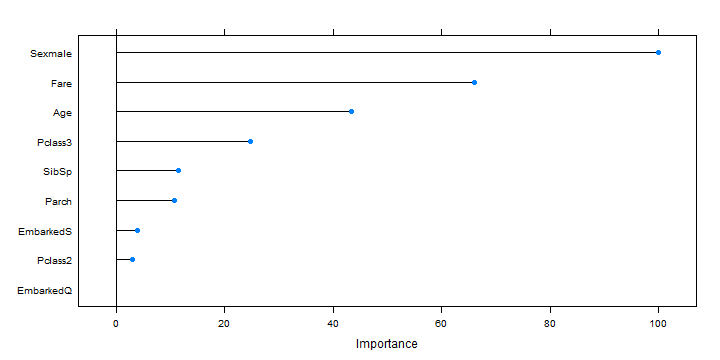 Sexmale
Fare
Age
Pclass3
SibSp
Parch
EmbarkedS
Pclass2
EmbarkedQ
0 20 40 60 80 100
Importance